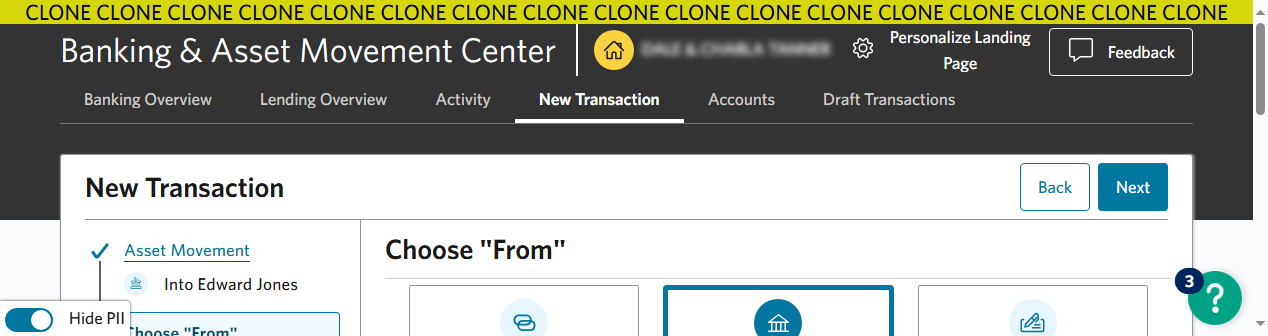 CLONE CLONE CLONE CLONE CLONE CLONE CLONE CLONE CLONE CLONE CLONE CLONE CLONE CLONE CLONE CLONE CLONE
Banking & Asset Movement Center
Personalize Landing
Page
Feedback
Banking Overview Lending Overview Activity New Transaction Accounts Draft Transactions
New Transaction
Back Next
Asset Movement
Into Edward Jones
Choose "From"
Choose "From"
3
?
Hide PII